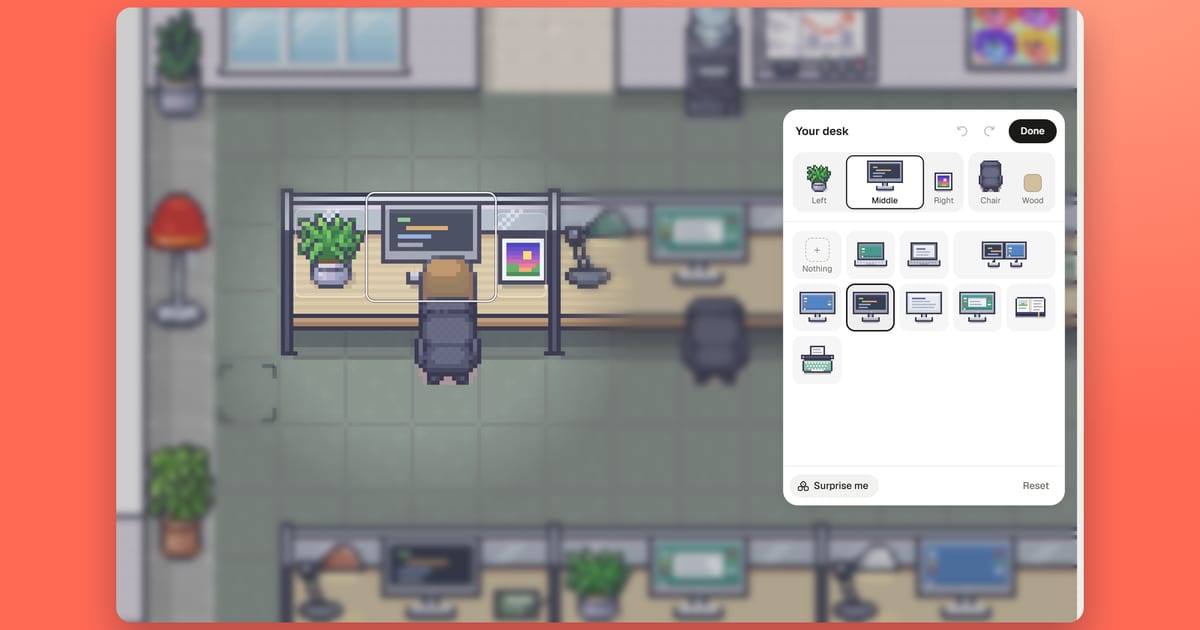 Your desk
Done
Left
Middle
Right
Chair
Wood
+
Nothing
Surprise me
Reset